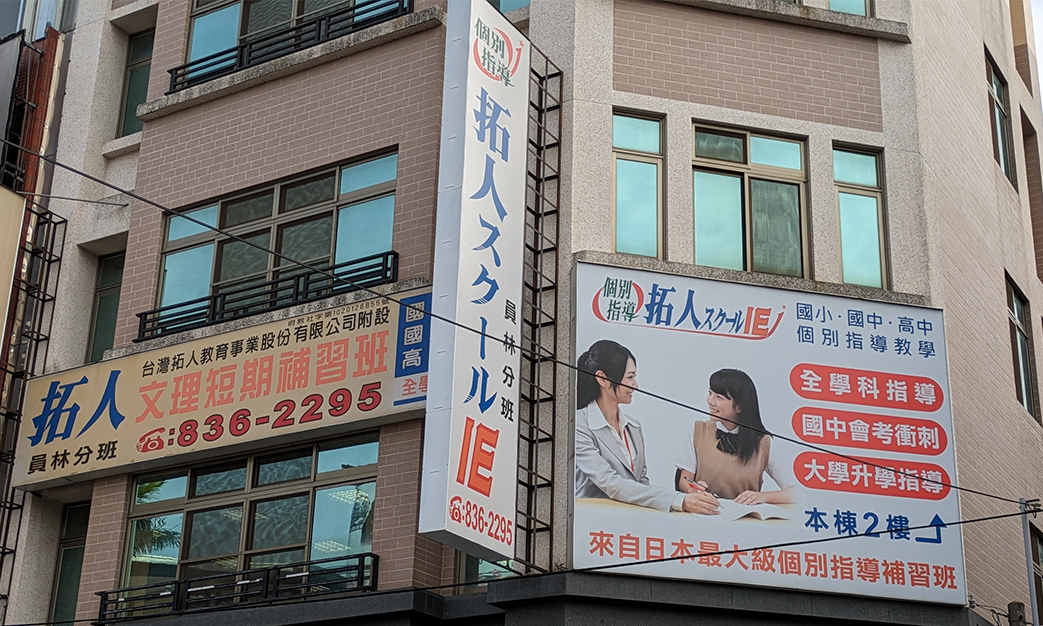 台灣拓人教育事業股份有限公司附設
拓人
文理短期補習班
員林分班
☎:836-2295
國
國
高
全學
個別
指導
拓人スクールIE
員林分班
☎:836-2295
個別
指導
拓人スクールIE
國小·國中·高中
個別指導教學
全學科指導
國中會考衝刺
大學升學指導
本棟2樓
來自日本最大級個別指導補習班